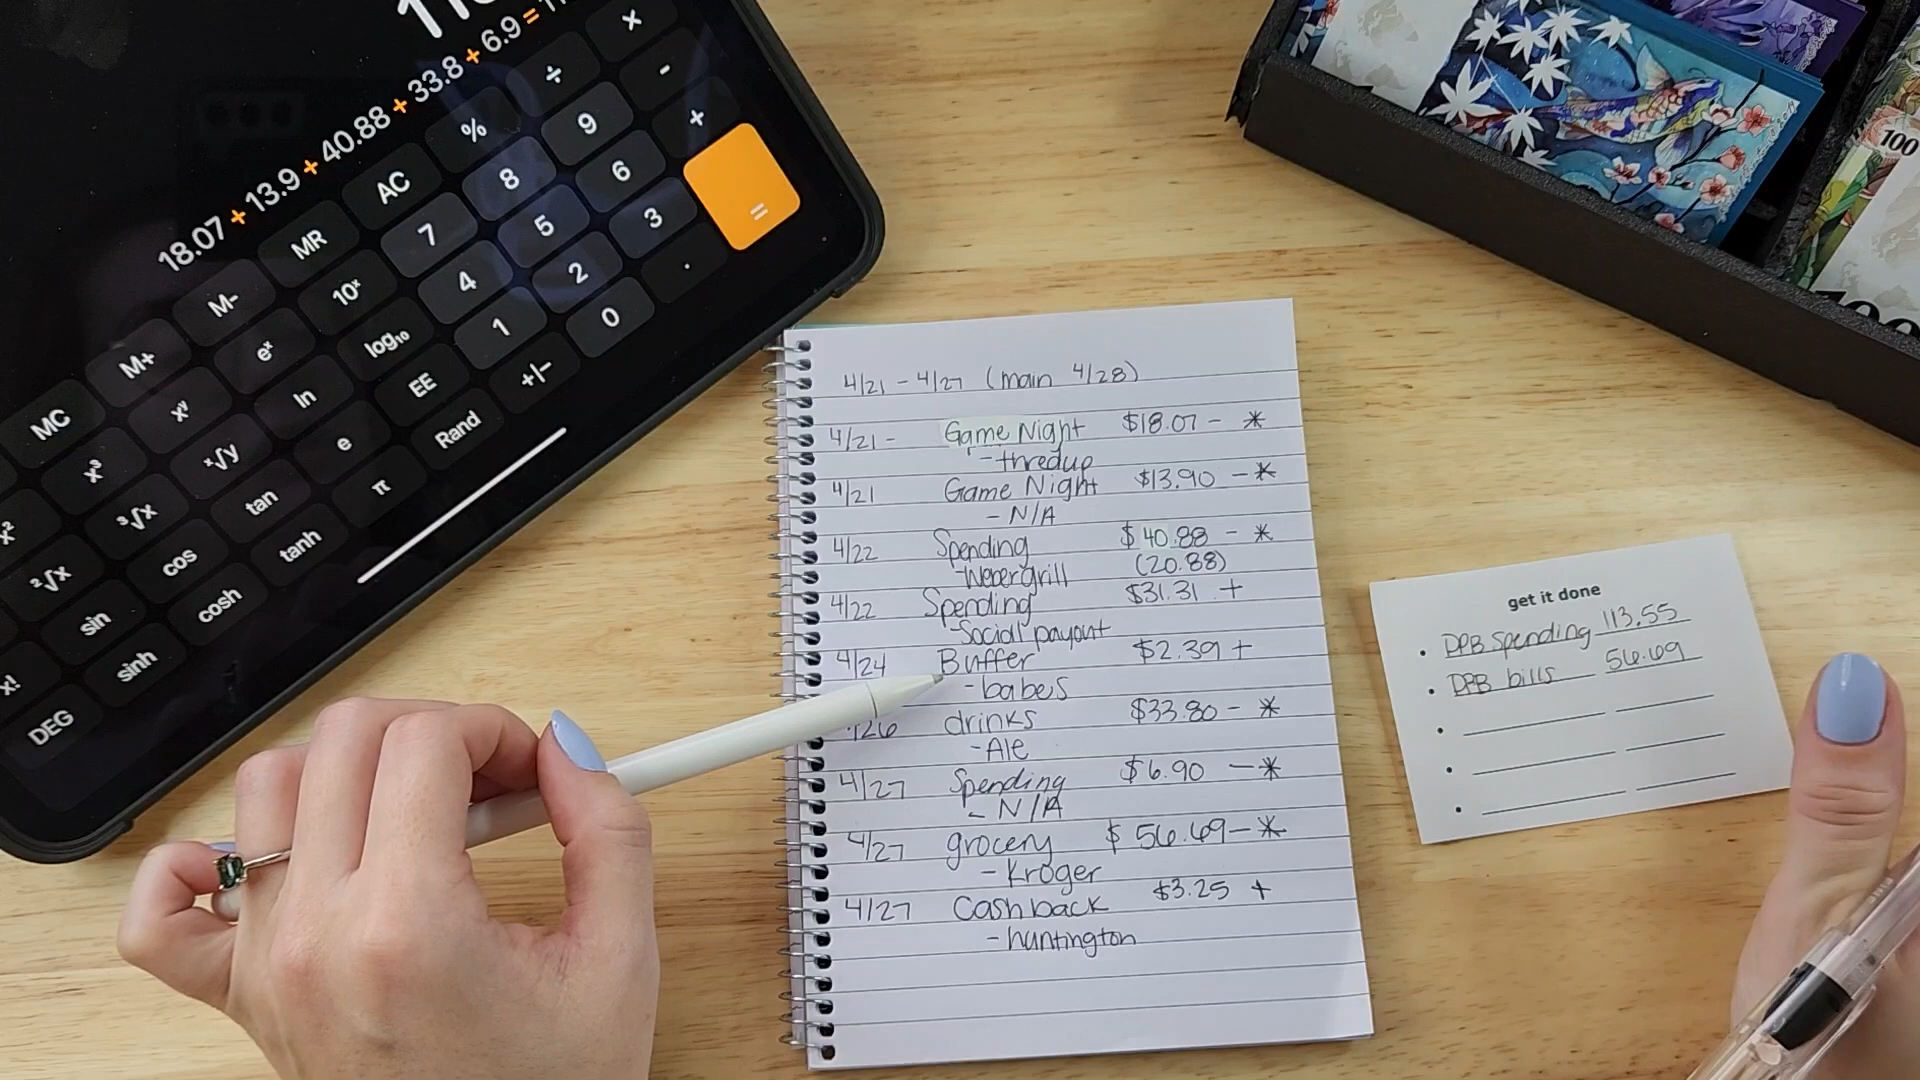 18.07+13.9+40.88+33.8+6.9=11
MC M+ M- MR AC % ÷ ×
x² x³ xʸ eˣ 10ˣ 7 8 9 -
²√x ³√x ˣ√y ln log₁₀ 4 5 6 +
x! sin cos tan e EE 1 2 3 =
DEG sinh cosh tanh π Rand +/- 0 .
4/21 - 4/27 (main 4/28)
4/21 - Game Night $18.07 - *
- thredup
4/21 Game Night $13.90 - *
- N/A
4/22 Spending $40.88 - *
- Weber grill (20.88)
4/22 Spending $31.31 +
- Sociall payout
4/24 Buffer $2.39 +
- babes
/26 drinks $33.80 - *
- Ale
4/27 Spending $6.90 - *
- N/A
4/27 grocery $56.69 - *
- Kroger
4/27 Cash back $3.25 +
- huntington
get it done
• DPB Spending 113.55
• DPB bills 56.69
100
100